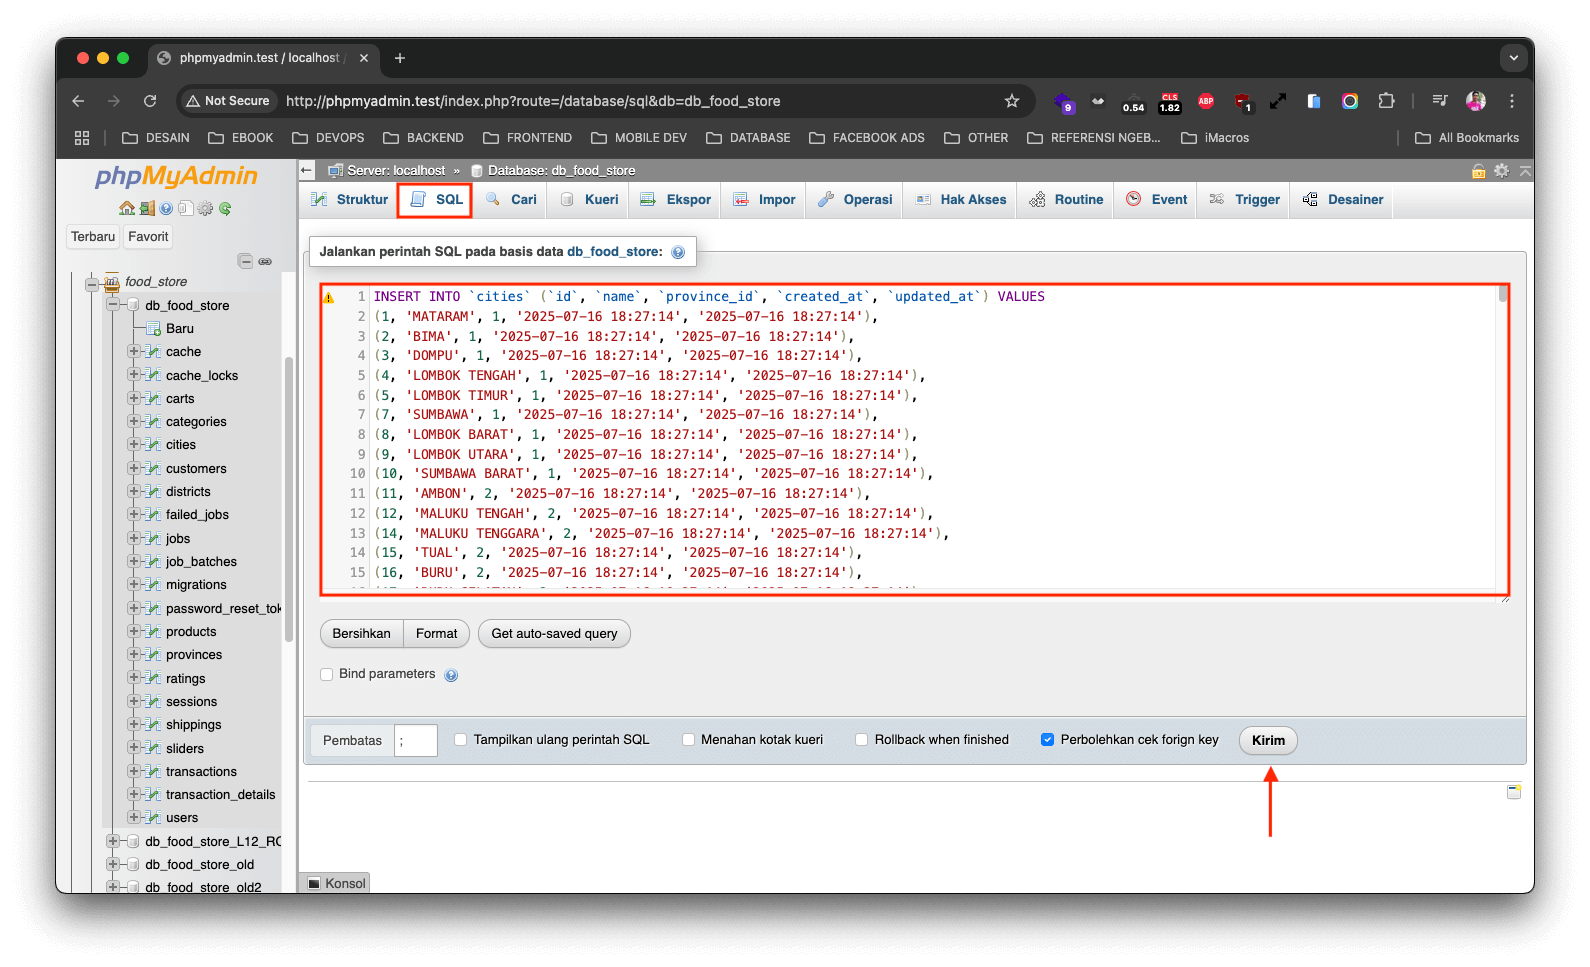 phpmyadmin.test / localhost /
Not Secure
http://phpmyadmin.test/index.php?route=/database/sql&db=db_food_store
9
0.54
CLS
1.82
ABP
1
DESAIN
EBOOK
DEVOPS
BACKEND
FRONTEND
MOBILE DEV
DATABASE
FACEBOOK ADS
OTHER
REFERENSI NGEB...
iMacros
All Bookmarks
phpMyAdmin
Terbaru
Favorit
food_store
db_food_store
Baru
cache
cache_locks
carts
categories
cities
customers
districts
failed_jobs
jobs
job_batches
migrations
password_reset_tok
products
provinces
ratings
sessions
shippings
sliders
transactions
transaction_details
users
db_food_store_L12_RC
db_food_store_old
db_food_store_old2
Server: localhost » Database: db_food_store
Struktur
SQL
Cari
Kueri
Ekspor
Impor
Operasi
Hak Akses
Routine
Event
Trigger
Desainer
Jalankan perintah SQL pada basis data db_food_store:
1 INSERT INTO `cities` (`id`, `name`, `province_id`, `created_at`, `updated_at`) VALUES
2 (1, 'MATARAM', 1, '2025-07-16 18:27:14', '2025-07-16 18:27:14'),
3 (2, 'BIMA', 1, '2025-07-16 18:27:14', '2025-07-16 18:27:14'),
4 (3, 'DOMPU', 1, '2025-07-16 18:27:14', '2025-07-16 18:27:14'),
5 (4, 'LOMBOK TENGAH', 1, '2025-07-16 18:27:14', '2025-07-16 18:27:14'),
6 (5, 'LOMBOK TIMUR', 1, '2025-07-16 18:27:14', '2025-07-16 18:27:14'),
7 (7, 'SUMBAWA', 1, '2025-07-16 18:27:14', '2025-07-16 18:27:14'),
8 (8, 'LOMBOK BARAT', 1, '2025-07-16 18:27:14', '2025-07-16 18:27:14'),
9 (9, 'LOMBOK UTARA', 1, '2025-07-16 18:27:14', '2025-07-16 18:27:14'),
10 (10, 'SUMBAWA BARAT', 1, '2025-07-16 18:27:14', '2025-07-16 18:27:14'),
11 (11, 'AMBON', 2, '2025-07-16 18:27:14', '2025-07-16 18:27:14'),
12 (12, 'MALUKU TENGAH', 2, '2025-07-16 18:27:14', '2025-07-16 18:27:14'),
13 (14, 'MALUKU TENGGARA', 2, '2025-07-16 18:27:14', '2025-07-16 18:27:14'),
14 (15, 'TUAL', 2, '2025-07-16 18:27:14', '2025-07-16 18:27:14'),
15 (16, 'BURU', 2, '2025-07-16 18:27:14', '2025-07-16 18:27:14'),
Bersihkan
Format
Get auto-saved query
Bind parameters
Pembatas
;
Tampilkan ulang perintah SQL
Menahan kotak kueri
Rollback when finished
Perbolehkan cek forign key
Kirim
Konsol